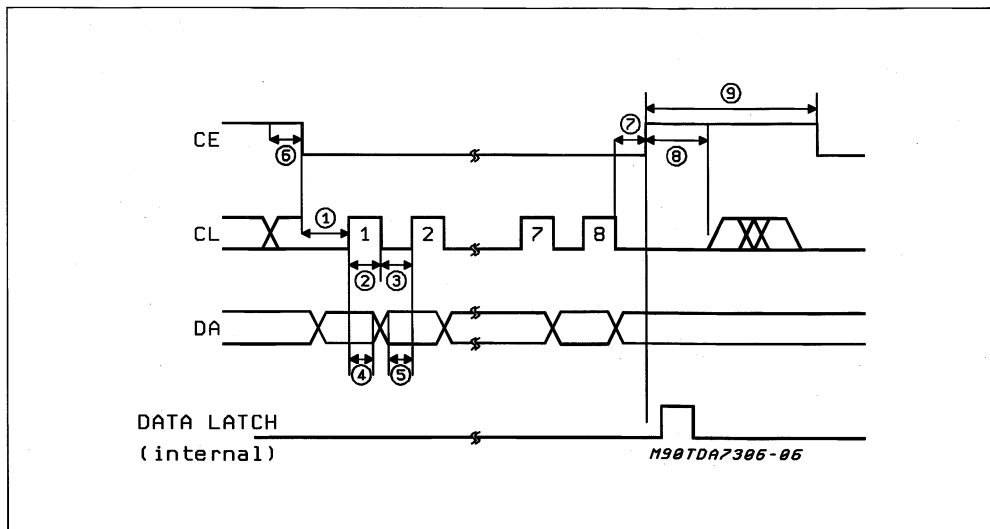 ⑨
CE ⑥ ⑦ ⑧
CL ① 1 2 7 8
② ③
DA
④ ⑤
DATA LATCH
(internal)
M90TDA7306-06